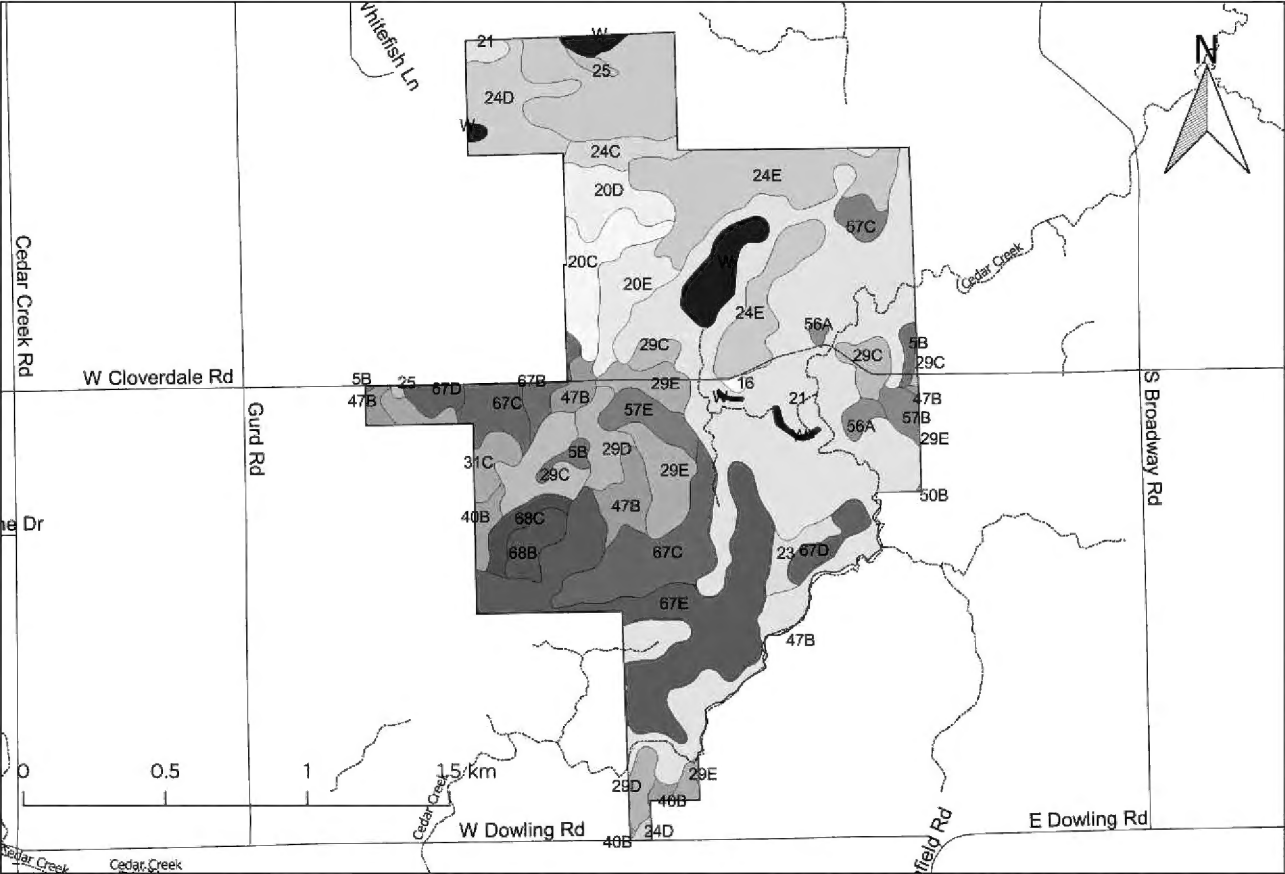 Whitefish Ln
N
21
W
25
24D
W
24C
24E
20D
67C
Cedar Creek Rd
20C
W
20E
Cedar Creek
24E
56A
29C
29C
5B
29C
W Cloverdale Rd
5B
25
67D
67B
29E
16
47B
67C
47B
W
21
47B
57E
56A
57B
29E
Gurd Rd
S Broadway Rd
31C
5B
29D
29C
29E
50B
40B
68C
47B
ne Dr
68B
67C
23
67D
67E
47B
0
0.5
1
1.5 km
29D
29E
40B
Cedar Creek
W Dowling Rd
24D
40B
E Dowling Rd
field Rd
Cedar Creek
Cedar Creek